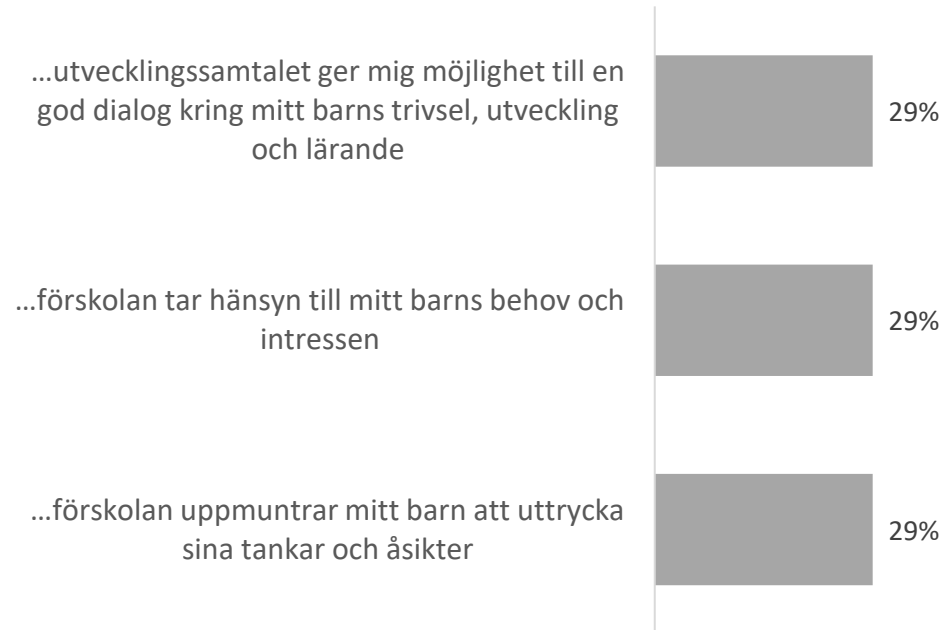 …utvecklingssamtalet ger mig möjlighet till en
god dialog kring mitt barns trivsel, utveckling
och lärande
29%
…förskolan tar hänsyn till mitt barns behov och
intressen
29%
…förskolan uppmuntrar mitt barn att uttrycka
sina tankar och åsikter
29%